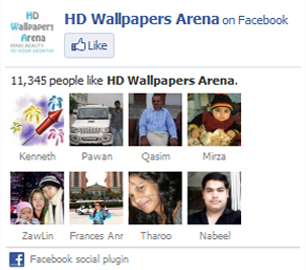 HD
Wallpapers
Arena
HD Wallpapers Arena on Facebook
Like
11,345 people like HD Wallpapers Arena.
Kenneth Pawan Qasim Mirza
ZawLin Frances Anr Tharoo Nabeel
Facebook social plugin